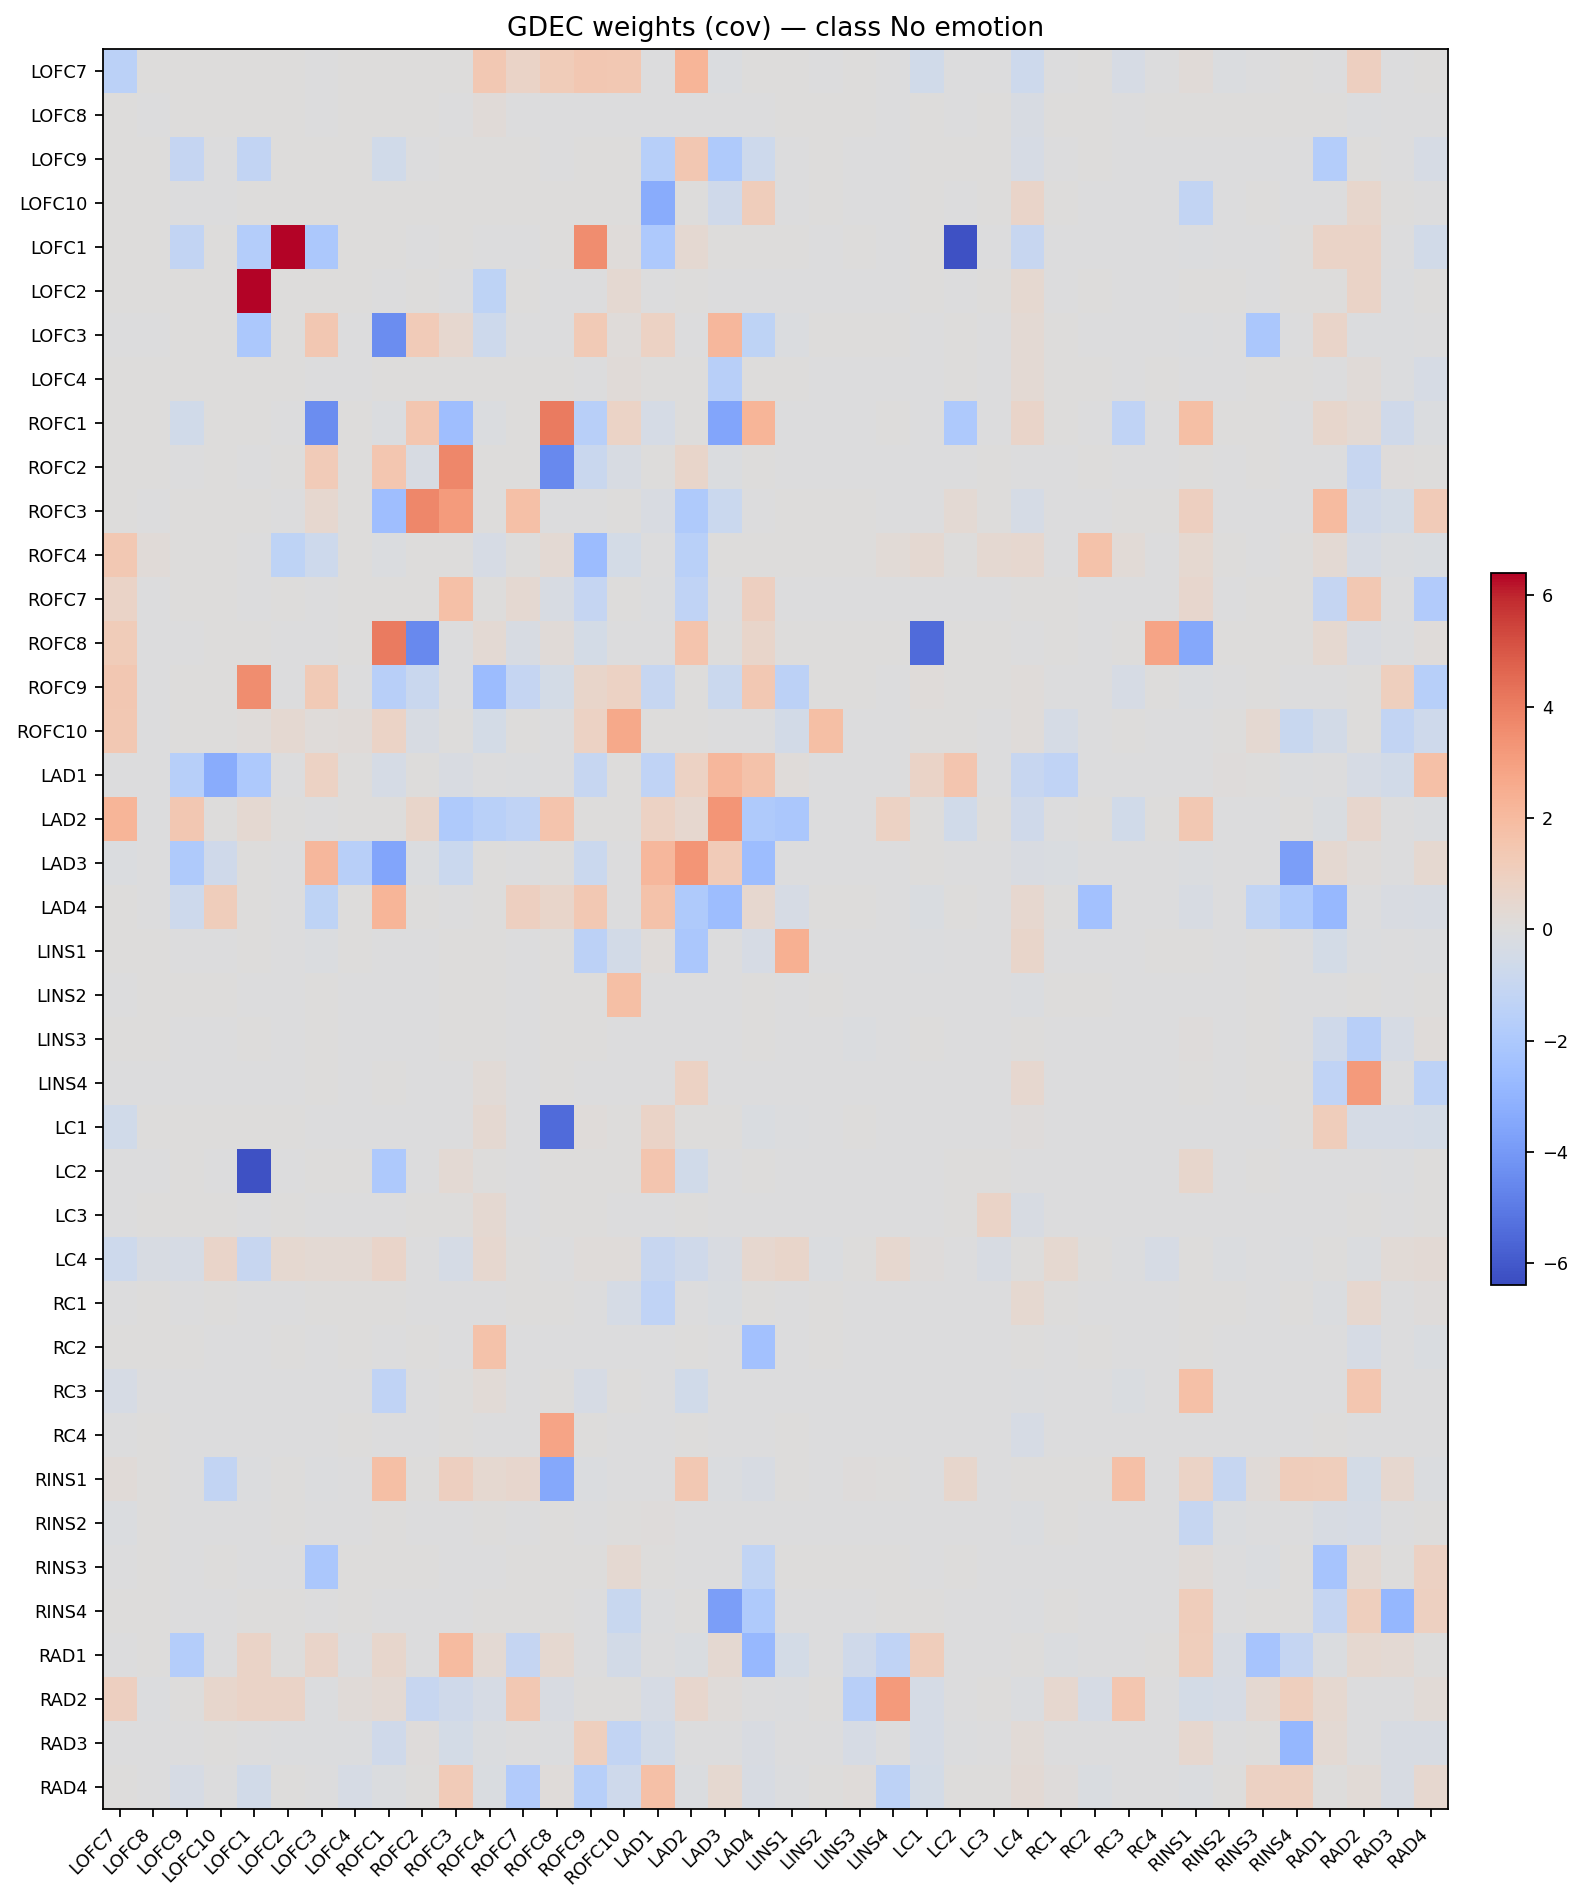 GDEC weights (cov) — class No emotion
LOFC7
LOFC8
LOFC9
LOFC10
LOFC1
LOFC2
LOFC3
LOFC4
ROFC1
ROFC2
ROFC3
ROFC4
ROFC7
ROFC8
ROFC9
ROFC10
LAD1
LAD2
LAD3
LAD4
LINS1
LINS2
LINS3
LINS4
LC1
LC2
LC3
LC4
RC1
RC2
RC3
RC4
RINS1
RINS2
RINS3
RINS4
RAD1
RAD2
RAD3
RAD4
LOFC7
LOFC8
LOFC9
LOFC10
LOFC1
LOFC2
LOFC3
LOFC4
ROFC1
ROFC2
ROFC3
ROFC4
ROFC7
ROFC8
ROFC9
ROFC10
LAD1
LAD2
LAD3
LAD4
LINS1
LINS2
LINS3
LINS4
LC1
LC2
LC3
LC4
RC1
RC2
RC3
RC4
RINS1
RINS2
RINS3
RINS4
RAD1
RAD2
RAD3
RAD4
6
4
2
0
−2
−4
−6